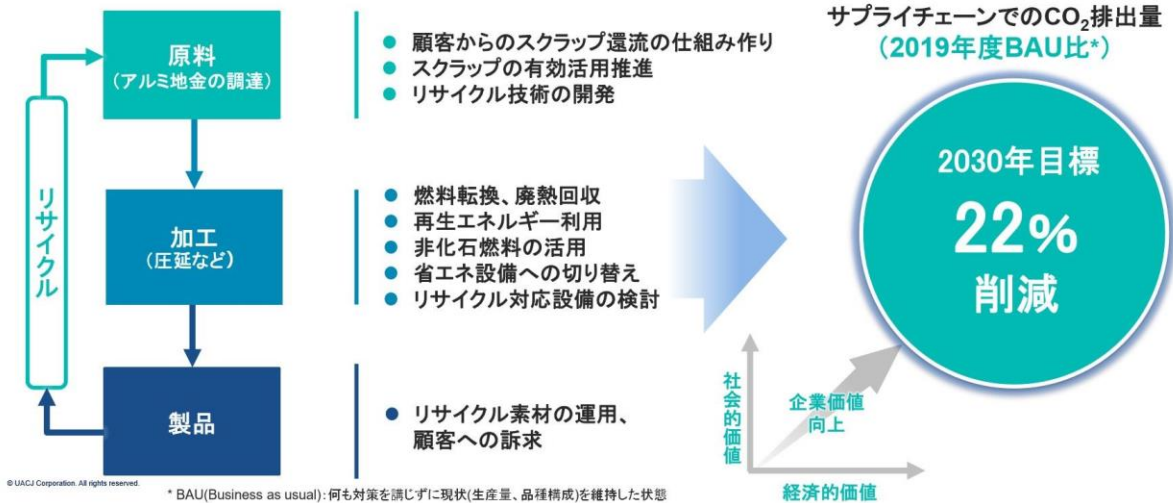 原料
(アルミ地金の調達)
● 顧客からのスクラップ還流の仕組み作り
● スクラップの有効活用推進
● リサイクル技術の開発
リサイクル
加工
(圧延など)
● 燃料転換、廃熱回収
● 再生エネルギー利用
● 非化石燃料の活用
● 省エネ設備への切り替え
● リサイクル対応設備の検討
製品
● リサイクル素材の運用、
顧客への訴求
サプライチェーンでのCO₂排出量
(2019年度BAU比*)
2030年目標
22%
削減
社会的価値
企業価値
向上
経済的価値
© UACJ Corporation. All rights reserved.
* BAU(Business as usual):何も対策を講じずに現状(生産量、品種構成)を維持した状態